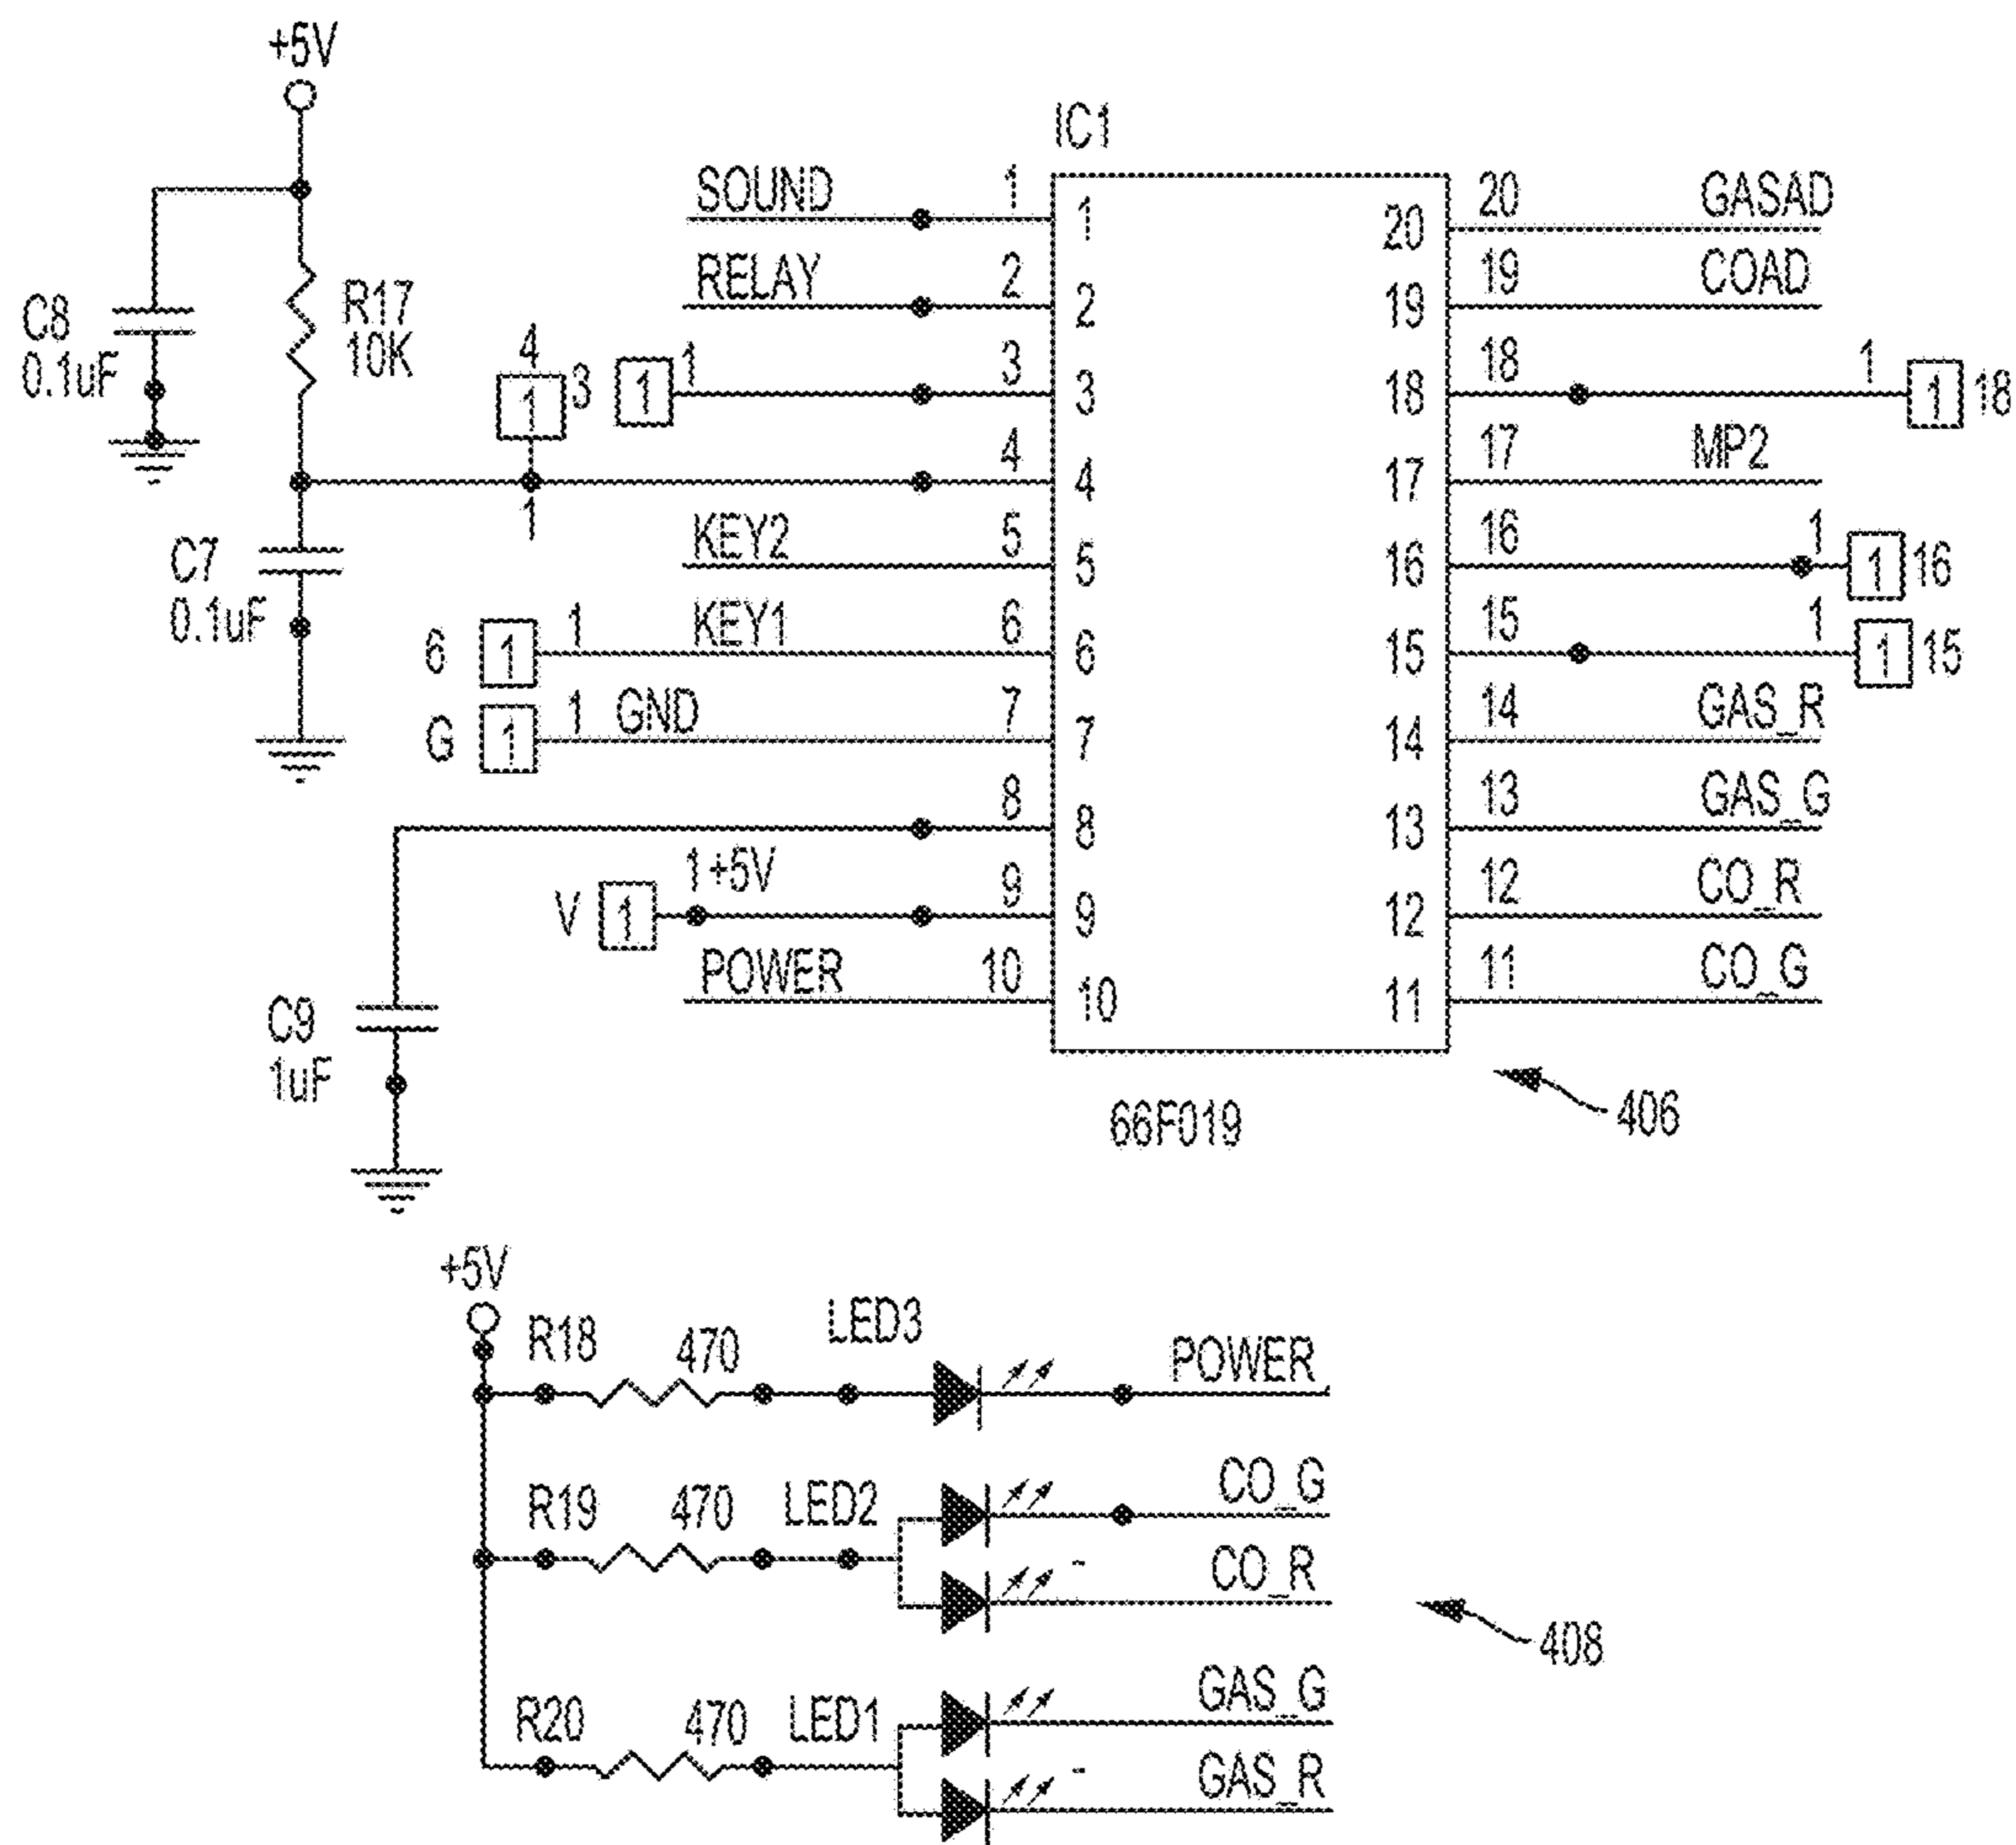 +5V
IC1
SOUND 1 1 20 20 GASAD
RELAY 2 2 19 19 COAD
C8 0.1uF
R17 10K
4 1 1
3 1 1 3 3 18 18 1 1 18
4 4 17 17 MP2
C7 0.1uF
KEY2 5 5 16 16 1 1 16
6 1 1 KEY1 6 6 15 15 1 1 15
G 1 1 GND 7 7 14 14 GAS_R
8 8 13 13 GAS_G
V 1 1 +5V 9 9 12 12 CO_R
POWER 10 10 11 11 CO_G
C9 1uF
66F019
406
+5V
R18 470 LED3 POWER
R19 470 LED2 CO_G
CO_R
408
R20 470 LED1 GAS_G
GAS_R